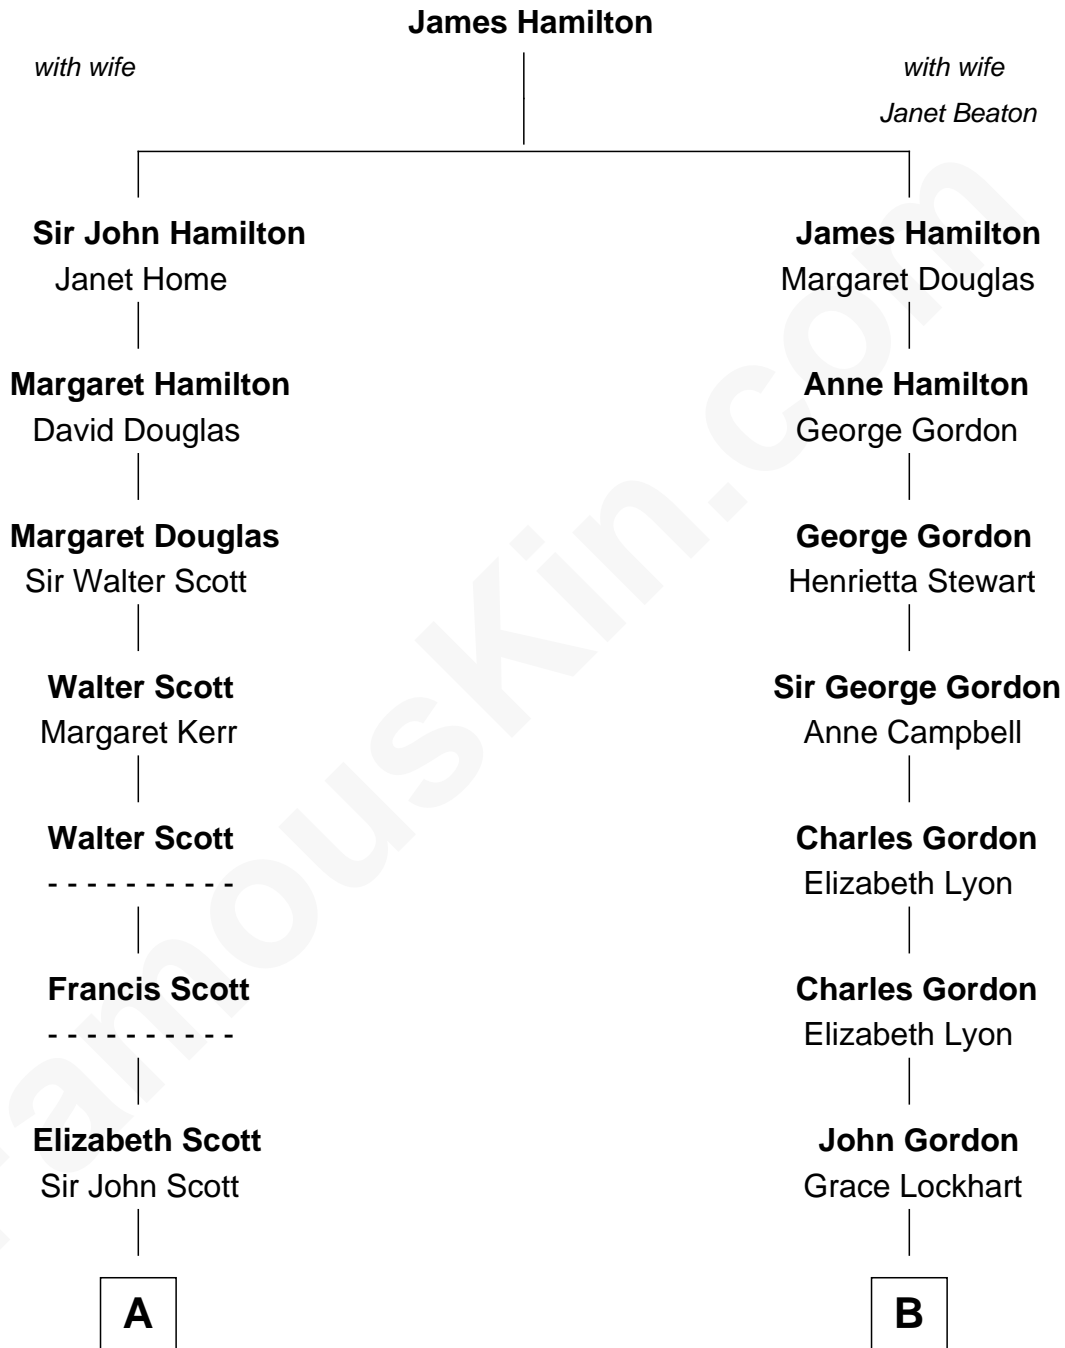 James Hamilton
with wife
with wife
Janet Beaton
Sir John Hamilton
Janet Home
James Hamilton
Margaret Douglas
Margaret Hamilton
David Douglas
Anne Hamilton
George Gordon
Margaret Douglas
Sir Walter Scott
George Gordon
Henrietta Stewart
Walter Scott
Margaret Kerr
Sir George Gordon
Anne Campbell
Walter Scott
- - - - - - - - - -
Charles Gordon
Elizabeth Lyon
Francis Scott
- - - - - - - - - -
Charles Gordon
Elizabeth Lyon
Elizabeth Scott
Sir John Scott
John Gordon
Grace Lockhart
A
B
FamousKin.com